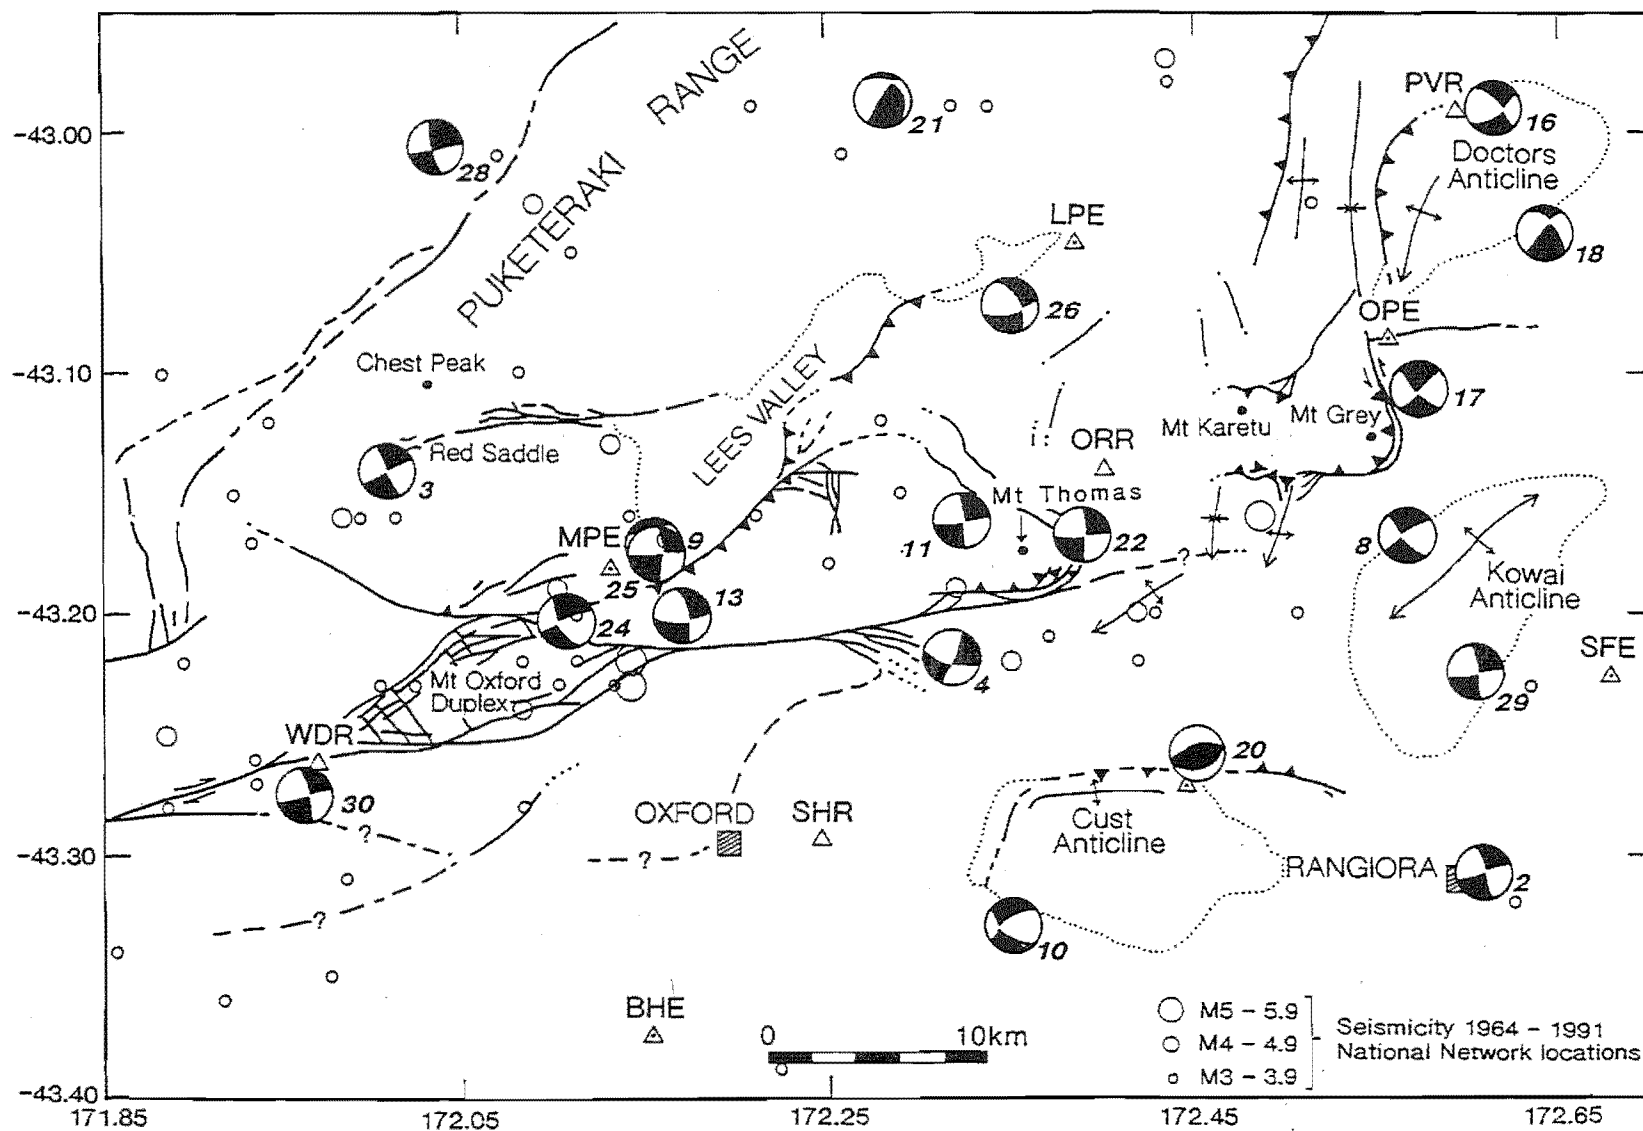 RANGE
PUKETERAKI
-43.00
-43.10
-43.20
-43.30
-43.40
171.85
172.05
172.25
172.45
172.65
28
21
PVR
16
Doctors
Anticline
LPE
18
26
OPE
Chest Peak
17
LEES VALLEY
Mt Karetu
Mt Grey
Red Saddle
3
ORR
Mt Thomas
MPE
9
25
11
22
?
8
Kowai
Anticline
13
24
SFE
4
29
Mt Oxford
Duplex
WDR
20
30
?
OXFORD
SHR
?
Cust
Anticline
RANGIORA
2
?
10
BHE
0
10km
M5 - 5.9
M4 - 4.9
M3 - 3.9
Seismicity 1964 - 1991
National Network locations